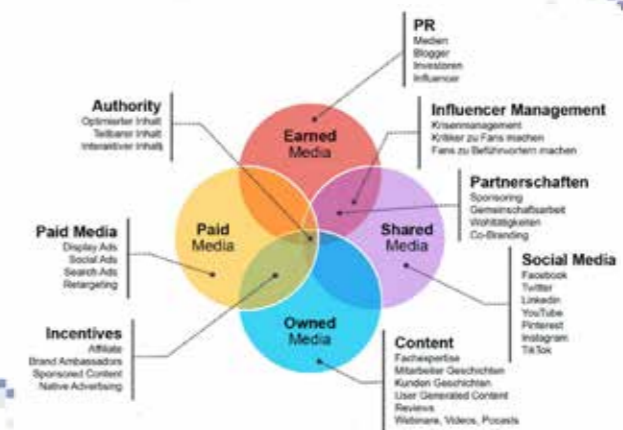 PR
Medien
Blogger
Investoren
Influencer
Authority
Optimierter Inhalt
Teilbarer Inhalt
Interaktiver Inhalt
Earned
Media
Influencer Management
Krisenmanagement
Kritiker zu Fans machen
Fans zu Befürwortern machen
Partnerschaften
Sponsoring
Gemeinschaftsarbeit
Wohltätigkeiten
Co-Branding
Paid Media
Display Ads
Social Ads
Search Ads
Retargeting
Paid
Media
Shared
Media
Social Media
Facebook
Twitter
Linkedin
YouTube
Pinterest
Instagram
TikTok
Incentives
Affiliate
Brand Ambassadors
Sponsored Content
Native Advertising
Owned
Media
Content
Fachexpertise
Mitarbeiter Geschichten
Kunden Geschichten
User Generated Content
Reviews
Webinare, Videos, Pocasts